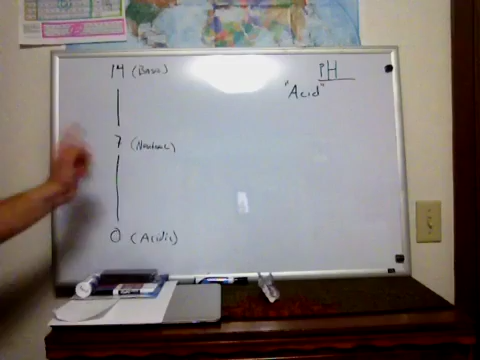 14 (Basic)
PH
"Acid"
7 (Neutral)
0 (Acidic)